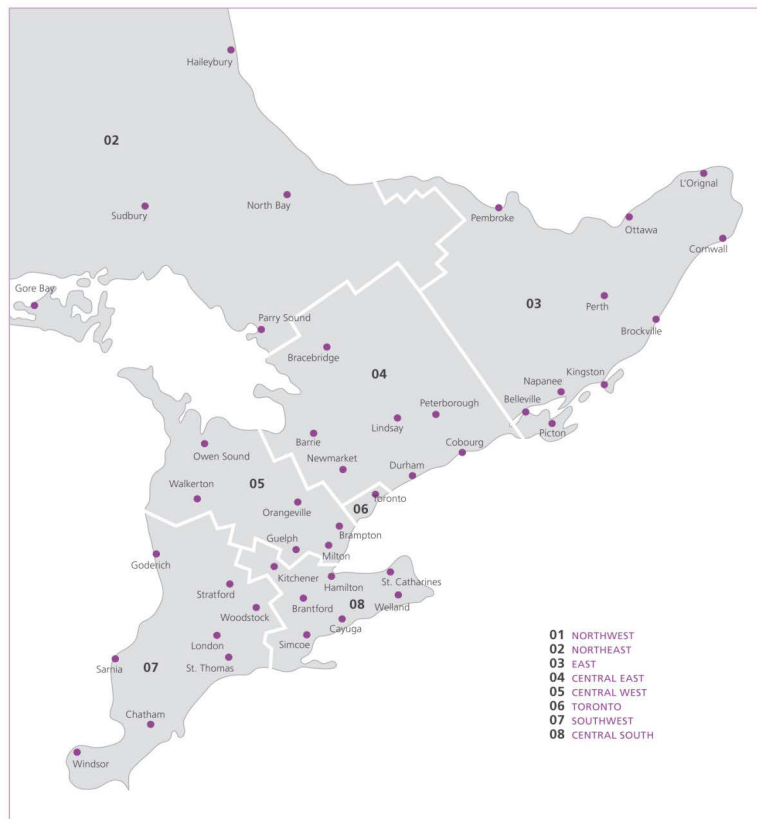 Haileybury
02
L'Orignal
North Bay
Sudbury
Pembroke
Ottawa
Cornwall
Gore Bay
03
Perth
Parry Sound
Brockville
Bracebridge
04
Kingston
Napanee
Peterborough
Belleville
Lindsay
Picton
Barrie
Owen Sound
Cobourg
Newmarket
Durham
Walkerton
05
Toronto
Orangeville
06
Brampton
Guelph
Milton
Goderich
Kitchener
St. Catharines
Hamilton
Stratford
Brantford
08
Welland
Woodstock
Cayuga
Simcoe
London
Sarnia
St. Thomas
07
Chatham
Windsor
01 NORTHWEST
02 NORTHEAST
03 EAST
04 CENTRAL EAST
05 CENTRAL WEST
06 TORONTO
07 SOUTHWEST
08 CENTRAL SOUTH